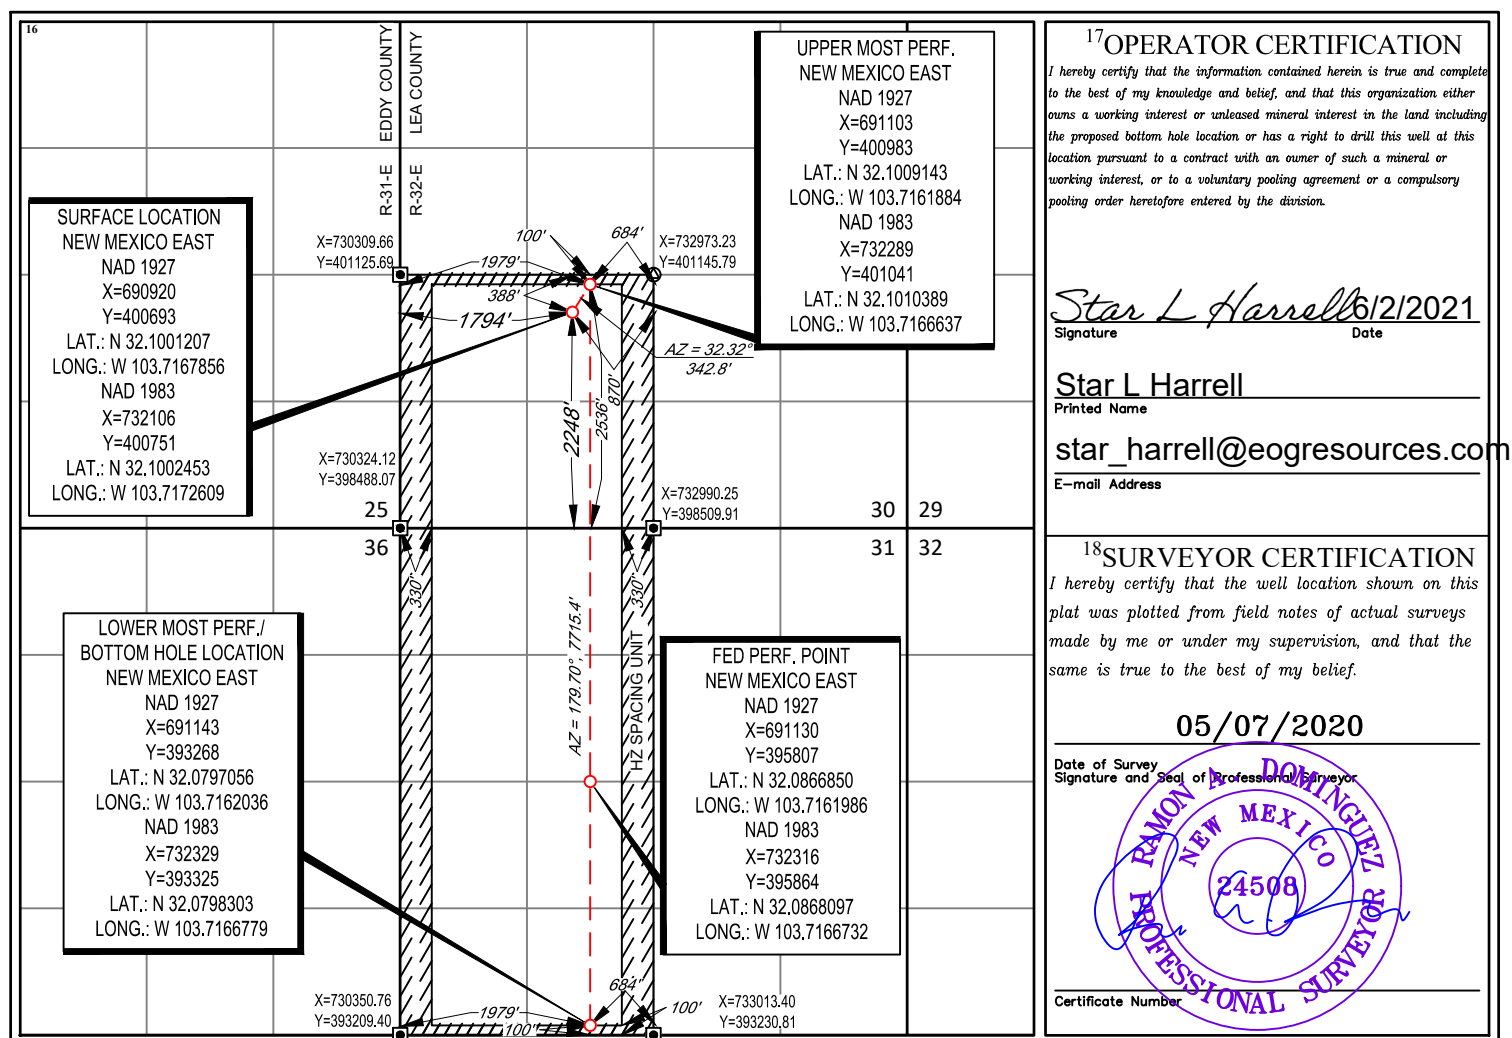 16
EDDY COUNTY
LEA COUNTY
R-31-E
R-32-E
SURFACE LOCATION
NEW MEXICO EAST
NAD 1927
X=690920
Y=400693
LAT.: N 32.1001207
LONG.: W 103.7167856
NAD 1983
X=732106
Y=400751
LAT.: N 32.1002453
LONG.: W 103.7172609
UPPER MOST PERF.
NEW MEXICO EAST
NAD 1927
X=691103
Y=400983
LAT.: N 32.1009143
LONG.: W 103.7161884
NAD 1983
X=732289
Y=401041
LAT.: N 32.1010389
LONG.: W 103.7166637
X=730309.66
Y=401125.69
100'
684'
X=732973.23
Y=401145.79
1979'
388'
1794'
AZ = 32.32°
342.8'
870'
2248'
2536'
X=730324.12
Y=398488.07
X=732990.25
Y=398509.91
25
30
29
36
31
32
330'
330'
AZ = 179.70°, 7715.4'
HZ SPACING UNIT
LOWER MOST PERF./
BOTTOM HOLE LOCATION
NEW MEXICO EAST
NAD 1927
X=691143
Y=393268
LAT.: N 32.0797056
LONG.: W 103.7162036
NAD 1983
X=732329
Y=393325
LAT.: N 32.0798303
LONG.: W 103.7166779
FED PERF. POINT
NEW MEXICO EAST
NAD 1927
X=691130
Y=395807
LAT.: N 32.0866850
LONG.: W 103.7161986
NAD 1983
X=732316
Y=395864
LAT.: N 32.0868097
LONG.: W 103.7166732
X=730350.76
Y=393209.40
1979'
100'
684'
100'
X=733013.40
Y=393230.81
17OPERATOR CERTIFICATION
I hereby certify that the information contained herein is true and complete
to the best of my knowledge and belief, and that this organization either
owns a working interest or unleased mineral interest in the land including
the proposed bottom hole location or has a right to drill this well at this
location pursuant to a contract with an owner of such a mineral or
working interest, or to a voluntary pooling agreement or a compulsory
pooling order heretofore entered by the division.
Star L Harrell 6/2/2021
Signature Date
Star L Harrell
Printed Name
star_harrell@eogresources.com
E-mail Address
18SURVEYOR CERTIFICATION
I hereby certify that the well location shown on this
plat was plotted from field notes of actual surveys
made by me or under my supervision, and that the
same is true to the best of my belief.
05/07/2020
Date of Survey
Signature and Seal of Professional Surveyor
RAMON A. DOMINGUEZ
NEW MEXICO
24508
PROFESSIONAL SURVEYOR
Certificate Number